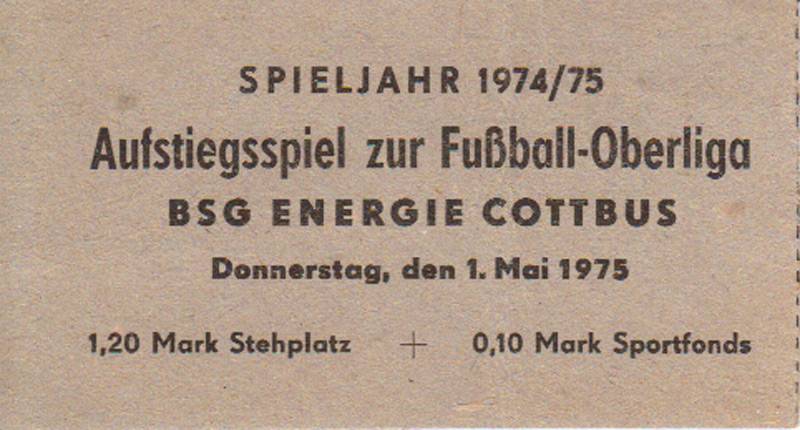 SPIELJAHR 1974/75
Aufstiegsspiel zur Fußball-Oberliga
BSG ENERGIE COTTBUS
Donnerstag, den 1. Mai 1975
1,20 Mark Stehplatz + 0,10 Mark Sportfonds